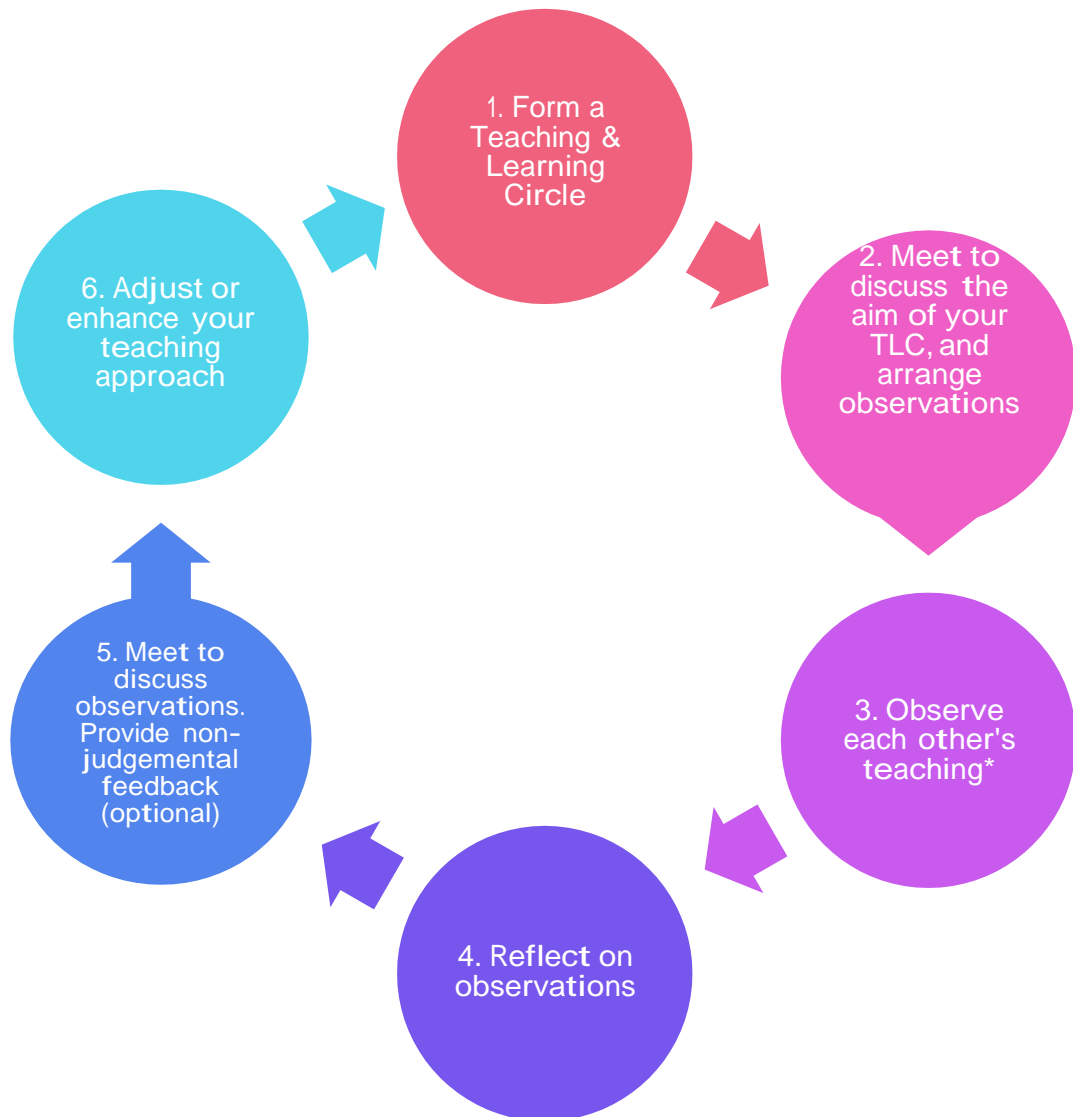 1. Form a
Teaching &
Learning
Circle
2. Meet to
discuss the
aim of your
TLC, and
arrange
observations
3. Observe
each other's
teaching*
4. Reflect on
observations
5. Meet to
discuss
observations.
Provide non-
judgemental
feedback
(optional)
6. Adjust or
enhance your
teaching
approach